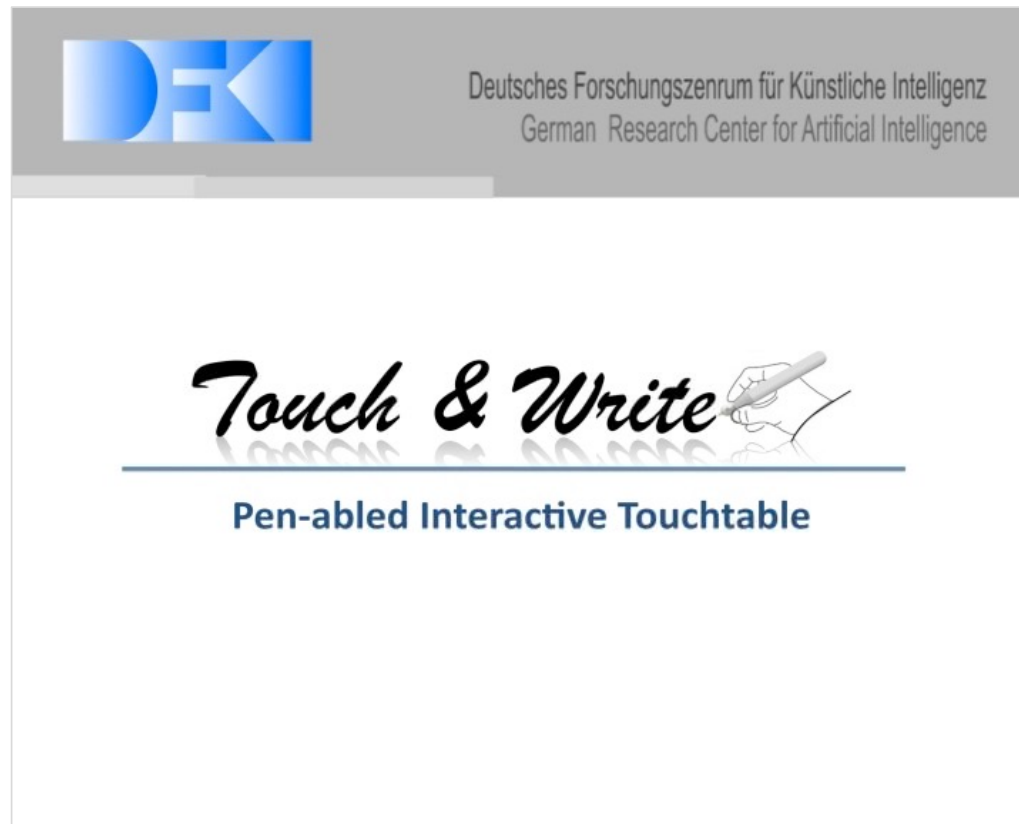 DFKI
Deutsches Forschungszenrum für Künstliche Intelligenz
German Research Center for Artificial Intelligence
Touch & Write
Pen-abled Interactive Touchtable